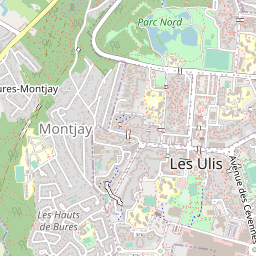 Parc Nord
ures-Montjay
Montjay
Les Ulis
Avenue des Cévennes
Les Hauts
de Bures